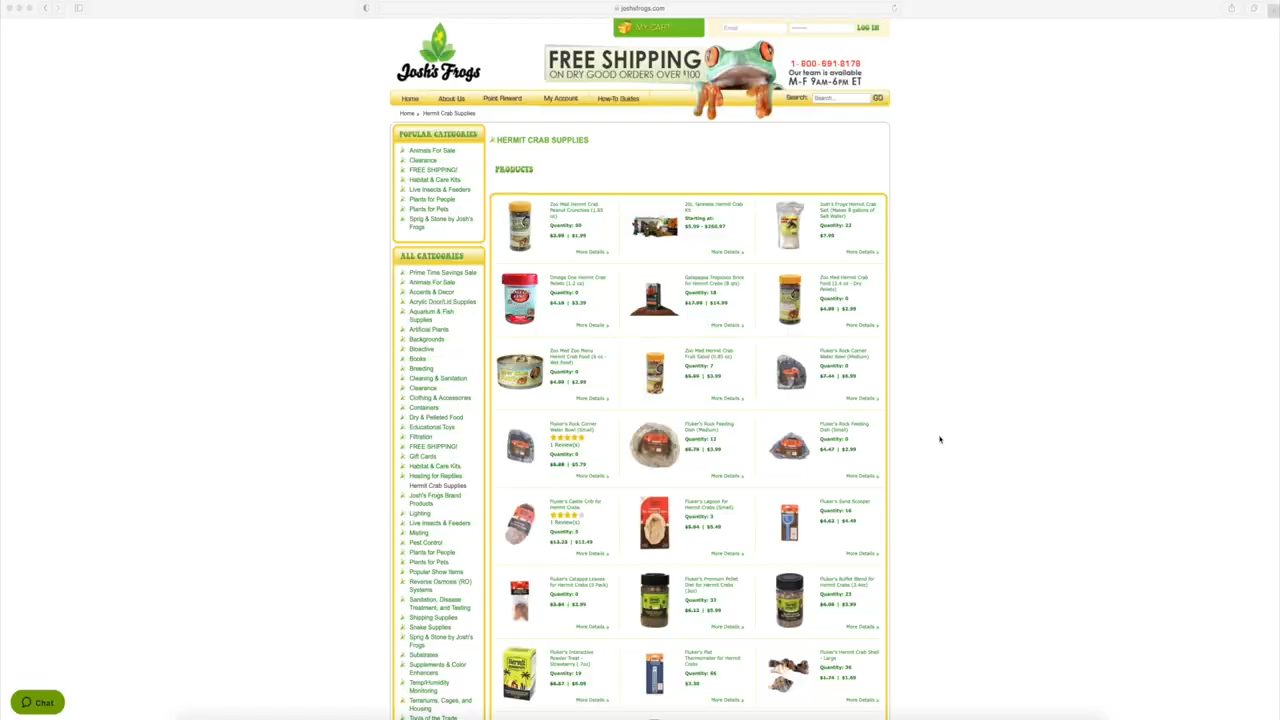 joshsfrogs.com
MY CART
Email
LOG IN
Josh's Frogs
FREE SHIPPING
ON DRY GOOD ORDERS OVER $100
1-800-691-8178
Our team is available
M-F 9AM-6PM ET
Home
About Us
Point Reward
My Account
How-To Guides
Search:
Search...
GO
Home
Hermit Crab Supplies
POPULAR CATEGORIES
Animals For Sale
Clearance
FREE SHIPPING!
Habitat & Care Kits
Live Insects & Feeders
Plants for People
Plants for Pets
Sprig & Stone by Josh's
Frogs
ALL CATEGORIES
Prime Time Savings Sale
Animals For Sale
Accents & Decor
Acrylic Door/Lid Supplies
Aquarium & Fish
Supplies
Artificial Plants
Backgrounds
Bioactive
Books
Breeding
Cleaning & Sanitation
Clearance
Clothing & Accessories
Containers
Dry & Pelleted Food
Educational Toys
Filtration
FREE SHIPPING!
Gift Cards
Habitat & Care Kits
Heating for Reptiles
Hermit Crab Supplies
Josh's Frogs Brand
Products
Lighting
Live Insects & Feeders
Misting
Pest Control
Plants for People
Plants for Pets
Popular Show Items
Reverse Osmosis (RO)
Systems
Sanitation, Disease
Treatment, and Testing
Shipping Supplies
Snake Supplies
Sprig & Stone by Josh's
Frogs
Substrates
Supplements & Color
Enhancers
Temp/Humidity
Monitoring
Terrariums, Cages, and
Housing
Tools of the Trade
HERMIT CRAB SUPPLIES
PRODUCTS
Zoo Med Hermit Crab
Peanut Crunchies (1.85
oz)
Quantity: 60
$3.99 | $1.99
More Details
20L Tankless Hermit Crab
Kit
Starting at:
More Details
Josh's Frogs Hermit Crab
Salt (Makes 8 gallons of
Salt Water)
Quantity: 22
$7.99
More Details
Omega One Hermit Crab
Pellets (1.2 oz)
Quantity: 0
$4.19 | $3.39
More Details
Galapagos Tropicoco Brick
for Hermit Crabs (8 qts)
Quantity: 18
$17.99 | $14.99
More Details
Zoo Med Hermit Crab
Food (2.4 oz - Dry
Pellets)
Quantity: 0
$4.99 | $2.99
More Details
Zoo Med Zoo Menu
Hermit Crab Food (6 oz -
Wet Food)
Quantity: 0
$4.99 | $2.99
More Details
Zoo Med Hermit Crab
Fruit Salad (0.85 oz)
Quantity: 7
$5.99 | $3.99
More Details
Fluker's Rock Corner
Water Bowl (Medium)
Quantity: 0
$7.44 | $6.99
More Details
Fluker's Rock Corner
Water Bowl (Small)
1 Review(s)
Quantity: 0
$5.79
More Details
Fluker's Rock Feeding
Dish (Medium)
Quantity: 12
$5.76 | $3.99
More Details
Fluker's Rock Feeding
Dish (Small)
Quantity: 0
$4.47 | $2.99
More Details
Fluker's Castle Crib for
Hermit Crabs
1 Review(s)
Quantity: 5
$13.23 | $12.49
More Details
Fluker's Lagoon for
Hermit Crabs (Small)
Quantity: 3
$5.84 | $5.49
More Details
Fluker's Sand Scooper
Quantity: 16
$4.62 | $4.49
More Details
Fluker's Catappa Leaves
for Hermit Crabs (5 Pack)
Quantity: 0
$3.84 | $2.99
More Details
Fluker's Premium Pellet
Diet for Hermit Crabs
Quantity: 33
$6.12 | $5.99
More Details
Fluker's Buffet Blend for
Hermit Crabs (2.4oz)
Quantity: 23
$6.08 | $3.99
More Details
Fluker's Interactive
Powder Treat -
Strawberry (.7oz)
Quantity: 19
$6.57 | $6.09
More Details
Fluker's Flat
Thermometer for Hermit
Crabs
Quantity: 66
$3.30
More Details
Fluker's Hermit Crab Shell
- Large
Quantity: 36
$1.74 | $1.69
More Details
Chat